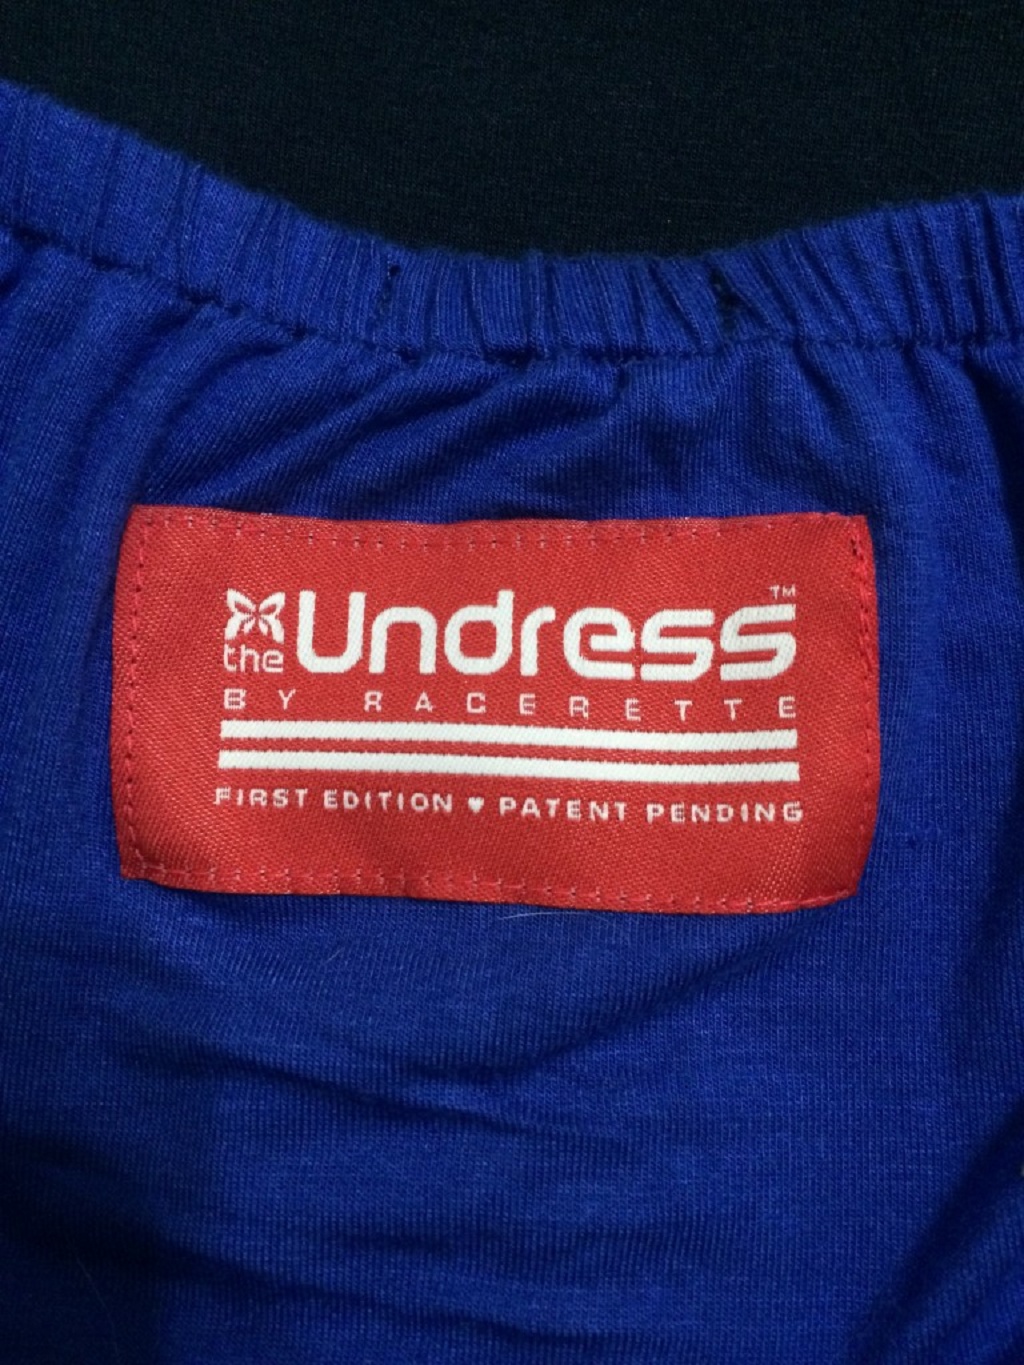 the Undress™
BY RACERETTE
FIRST EDITION ♥ PATENT PENDING